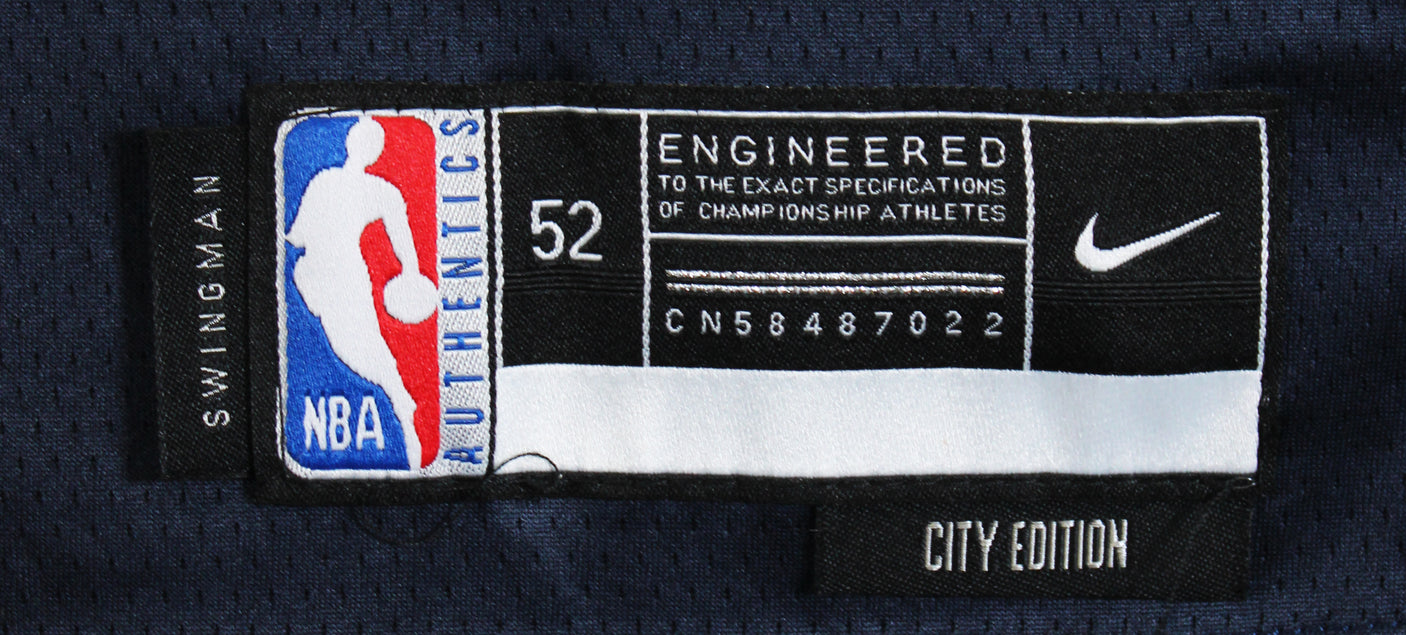 SWINGMAN
NBA
AUTHENTICS
52
ENGINEERED
TO THE EXACT SPECIFICATIONS
OF CHAMPIONSHIP ATHLETES
CN58487022
CITY EDITION